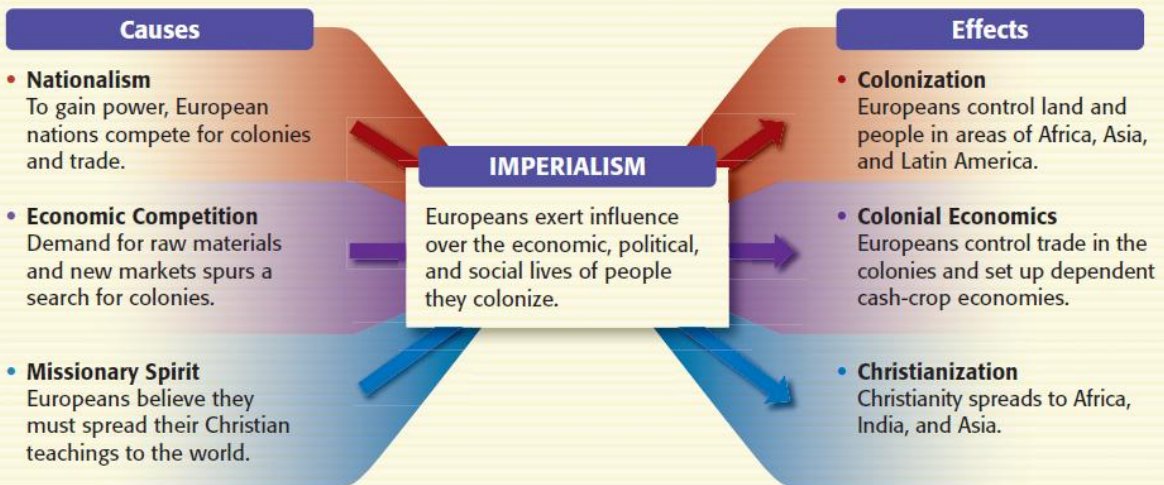 Causes
• Nationalism
To gain power, European
nations compete for colonies
and trade.
• Economic Competition
Demand for raw materials
and new markets spurs a
search for colonies.
• Missionary Spirit
Europeans believe they
must spread their Christian
teachings to the world.
IMPERIALISM
Europeans exert influence
over the economic, political,
and social lives of people
they colonize.
Effects
• Colonization
Europeans control land and
people in areas of Africa, Asia,
and Latin America.
• Colonial Economics
Europeans control trade in the
colonies and set up dependent
cash-crop economies.
• Christianization
Christianity spreads to Africa,
India, and Asia.